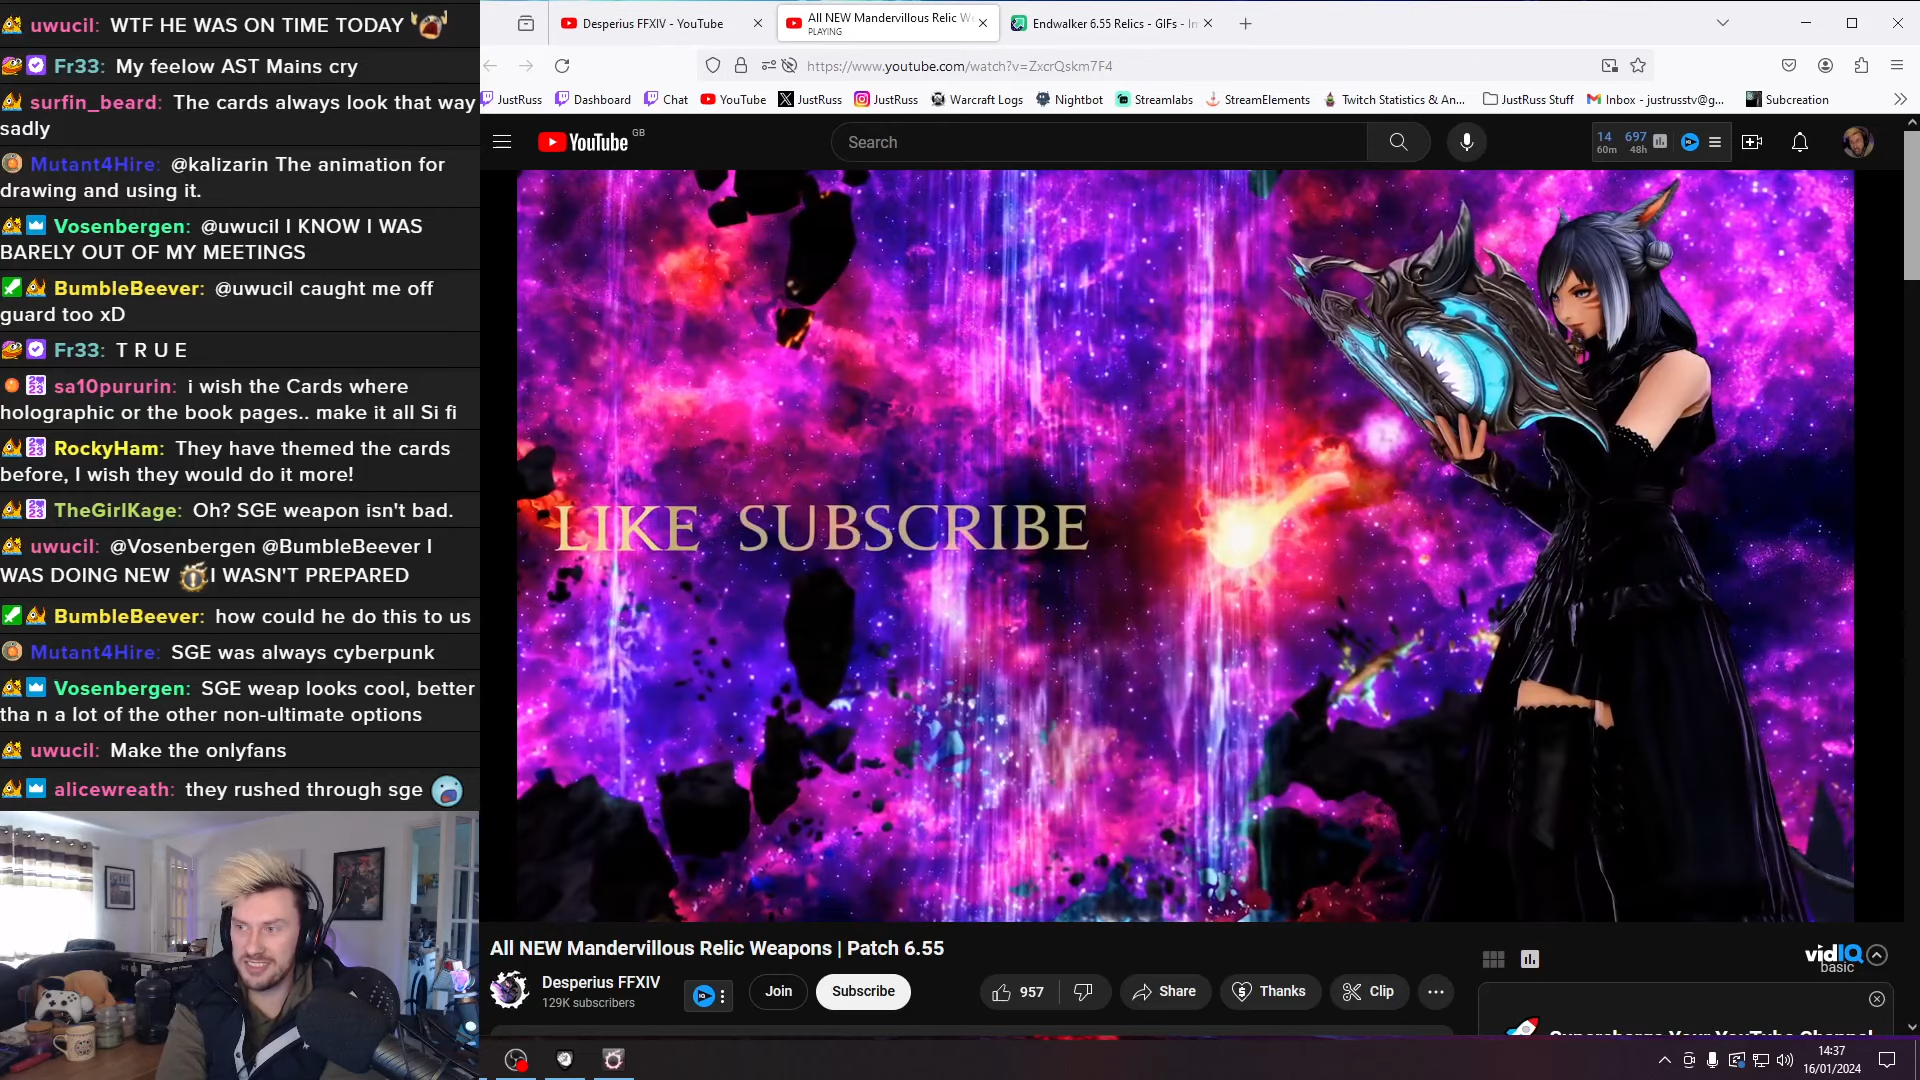 uwucil: WTF HE WAS ON TIME TODAY
Fr33: My feelow AST Mains cry
surfin_beard: The cards always look that way
sadly
Mutant4Hire: @kalizarin The animation for
drawing and using it.
Vosenbergen: @uwucil I KNOW I WAS
BARELY OUT OF MY MEETINGS
BumbleBeever: @uwucil caught me off
guard too xD
Fr33: T R U E
sa10pururin: i wish the Cards where
holographic or the book pages.. make it all Si fi
RockyHam: They have themed the cards
before, I wish they would do it more!
TheGirlKage: Oh? SGE weapon isn't bad.
uwucil: @Vosenbergen @BumbleBeever I
WAS DOING NEW I WASN'T PREPARED
BumbleBeever: how could he do this to us
Mutant4Hire: SGE was always cyberpunk
Vosenbergen: SGE weap looks cool, better
tha n a lot of the other non-ultimate options
uwucil: Make the onlyfans
alicewreath: they rushed through sge
Desperius FFXIV - YouTube
All NEW Mandervillous Relic W
PLAYING
Endwalker 6.55 Relics - GIFs - Im
https://www.youtube.com/watch?v=ZxcrQskm7F4
JustRuss
Dashboard
Chat
YouTube
JustRuss
JustRuss
Warcraft Logs
Nightbot
Streamlabs
StreamElements
Twitch Statistics & An...
JustRuss Stuff
Inbox - justrusstv@g...
Subcreation
YouTube GB
Search
14 697
60m 48h
LIKE SUBSCRIBE
All NEW Mandervillous Relic Weapons | Patch 6.55
Desperius FFXIV
129K subscribers
Join
Subscribe
957
Share
Thanks
Clip
vidIQ
basic
14:37
16/01/2024